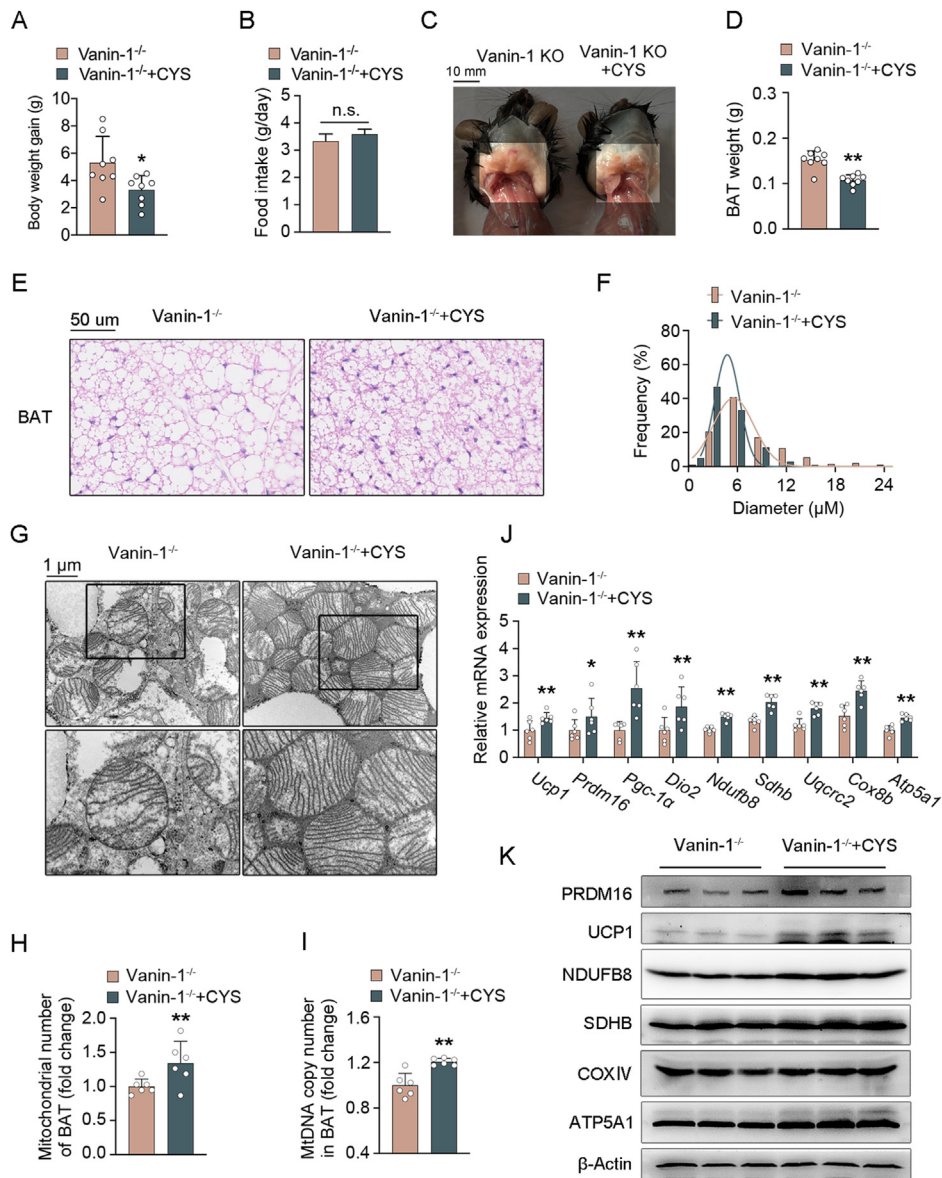 A
Vanin-1⁻/⁻
Vanin-1⁻/⁻+CYS
Body weight gain (g)
10
8
6
4
2
0
*
B
Vanin-1⁻/⁻
Vanin-1⁻/⁻+CYS
Food intake (g/day)
5
4
3
2
1
0
n.s.
C
Vanin-1 KO
Vanin-1 KO
+CYS
10 mm
D
Vanin-1⁻/⁻
Vanin-1⁻/⁻+CYS
BAT weight (g)
0.3
0.2
0.1
0.0
**
E
50 um
Vanin-1⁻/⁻
Vanin-1⁻/⁻+CYS
BAT
F
Vanin-1⁻/⁻
Vanin-1⁻/⁻+CYS
Frequency (%)
80
60
40
20
0
0 6 12 18 24
Diameter (µM)
G
Vanin-1⁻/⁻
Vanin-1⁻/⁻+CYS
1 µm
J
Vanin-1⁻/⁻
Vanin-1⁻/⁻+CYS
Relative mRNA expression
5
4
3
2
1
0
** * ** ** ** ** ** ** **
Ucp1 Prdm16 Pgc-1α Dio2 Ndufb8 Sdhb Uqcrc2 Cox8b Atp5a1
H
Vanin-1⁻/⁻
Vanin-1⁻/⁻+CYS
Mitochondrial number
of BAT (fold change)
2.0
1.5
1.0
0.5
0.0
**
I
Vanin-1⁻/⁻
Vanin-1⁻/⁻+CYS
MtDNA copy number
in BAT (fold change)
1.6
1.2
0.8
0.4
**
K
Vanin-1⁻/⁻ Vanin-1⁻/⁻+CYS
PRDM16
UCP1
NDUFB8
SDHB
COXIV
ATP5A1
β-Actin